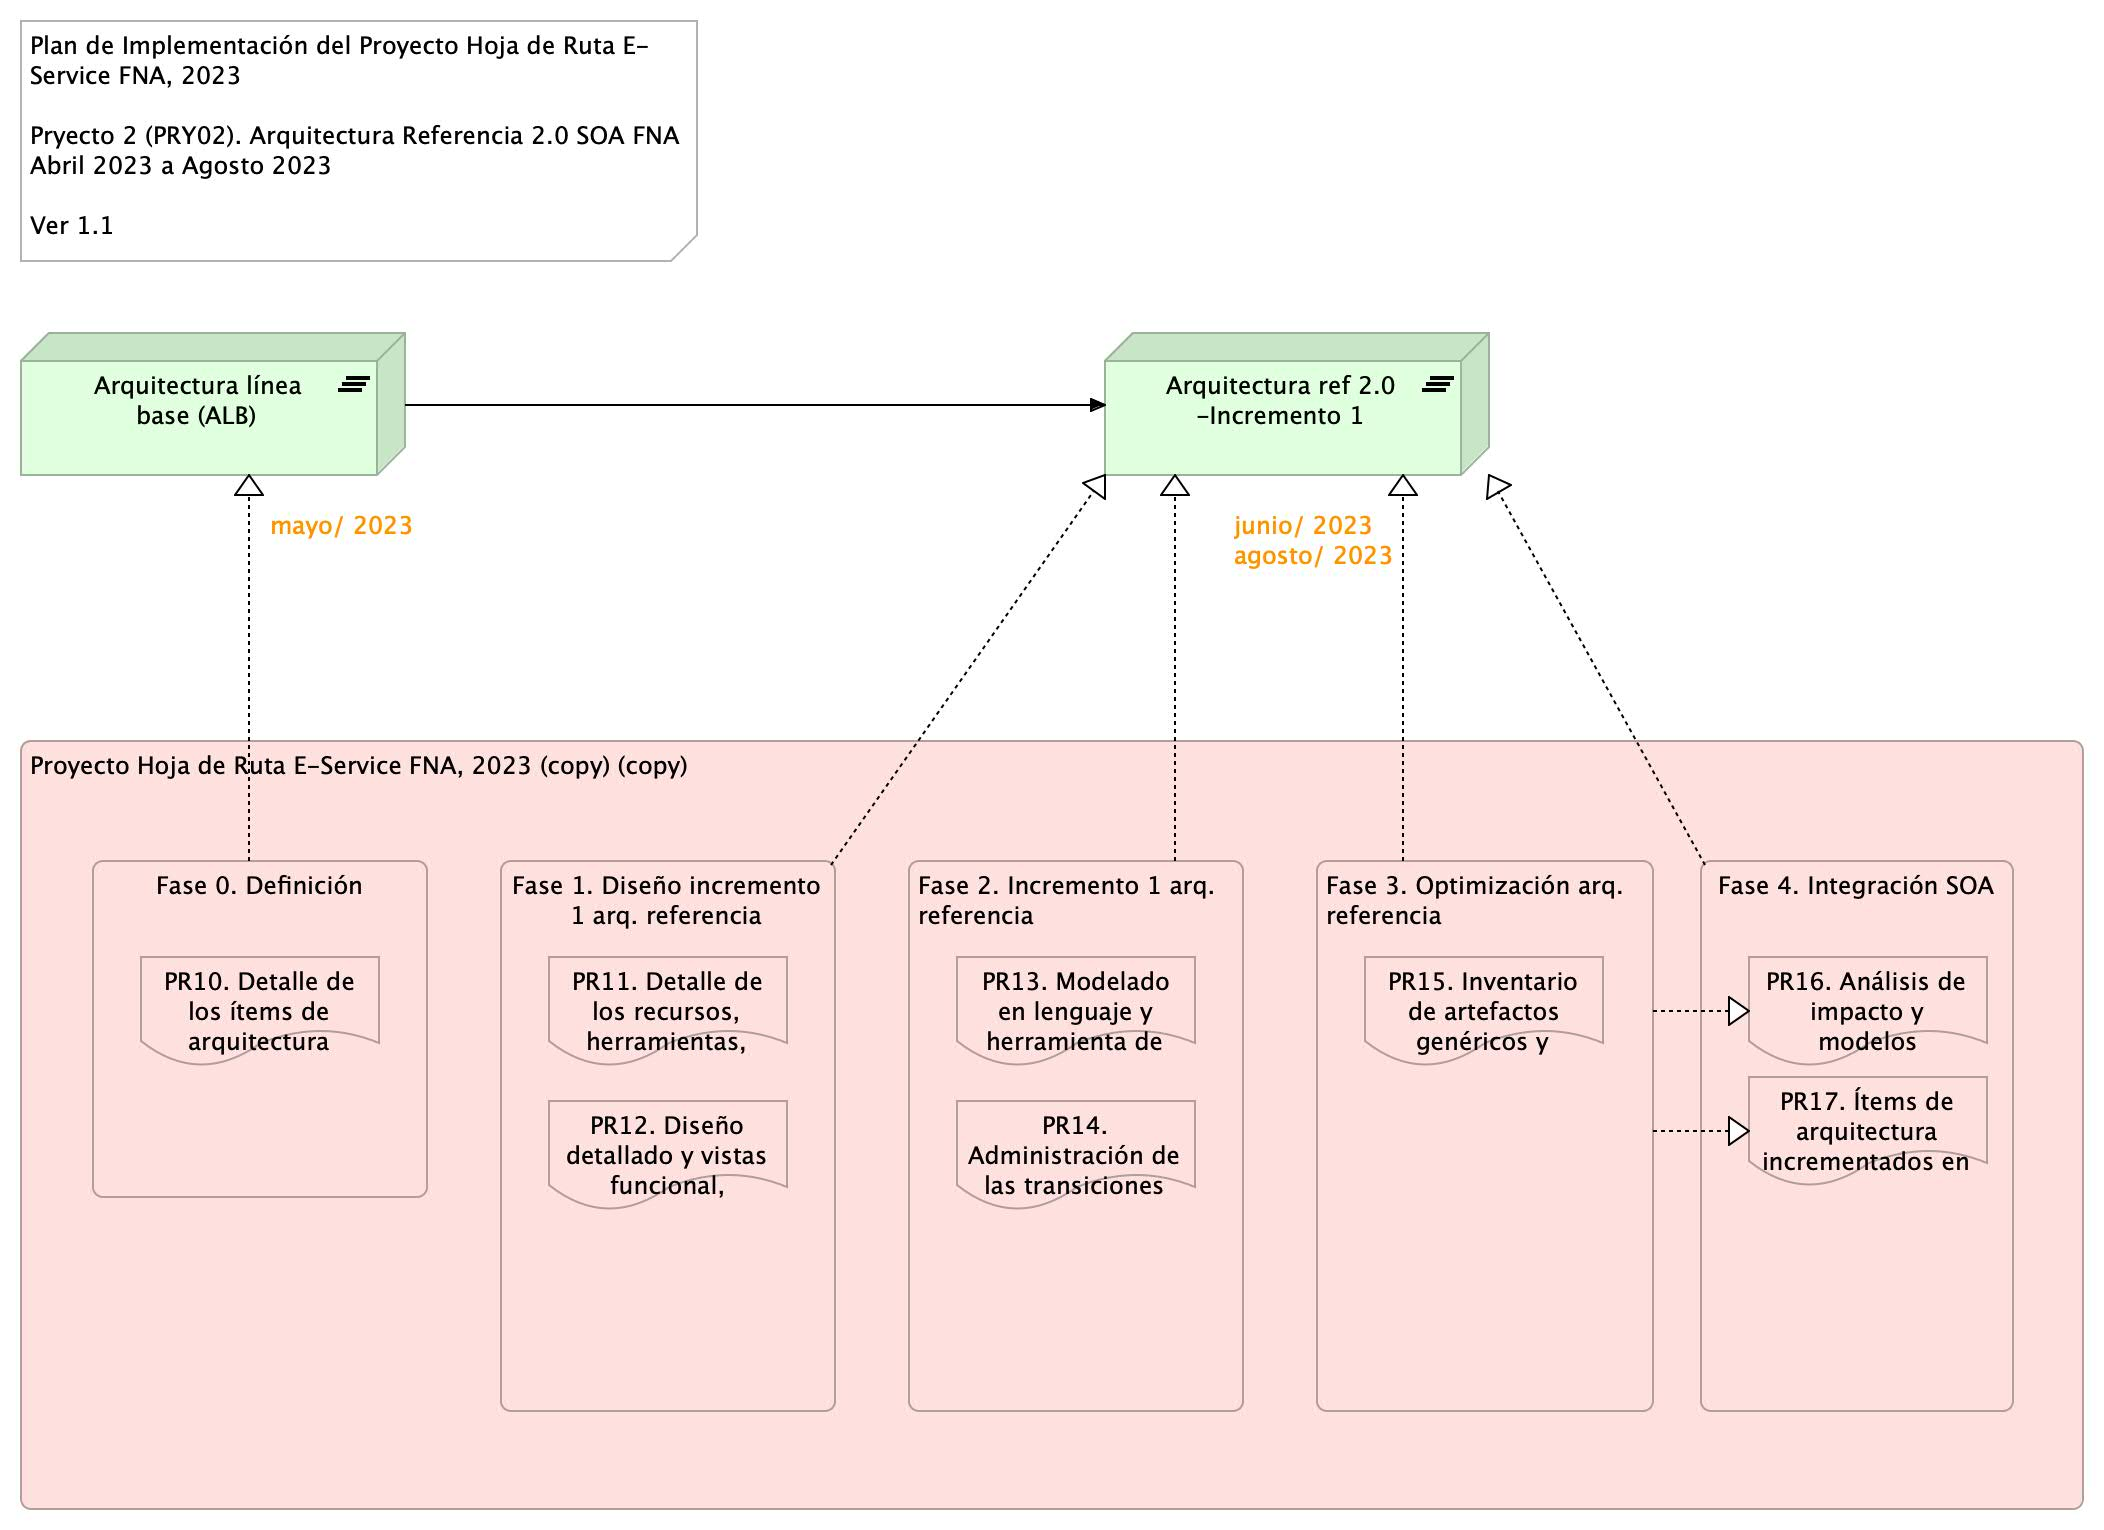 Plan de Implementación del Proyecto Hoja de Ruta E-
Service FNA, 2023
Pryecto 2 (PRY02). Arquitectura Referencia 2.0 SOA FNA
Abril 2023 a Agosto 2023
Ver 1.1
Arquitectura línea
base (ALB)
Arquitectura ref 2.0
-Incremento 1
mayo/ 2023
junio/ 2023
agosto/ 2023
Proyecto Hoja de Ruta E-Service FNA, 2023 (copy) (copy)
Fase 0. Definición
PR10. Detalle de
los ítems de
arquitectura
Fase 1. Diseño incremento
1 arq. referencia
PR11. Detalle de
los recursos,
herramientas,
PR12. Diseño
detallado y vistas
funcional,
Fase 2. Incremento 1 arq.
referencia
PR13. Modelado
en lenguaje y
herramienta de
PR14.
Administración de
las transiciones
Fase 3. Optimización arq.
referencia
PR15. Inventario
de artefactos
genéricos y
Fase 4. Integración SOA
PR16. Análisis de
impacto y
modelos
PR17. Ítems de
arquitectura
incrementados en